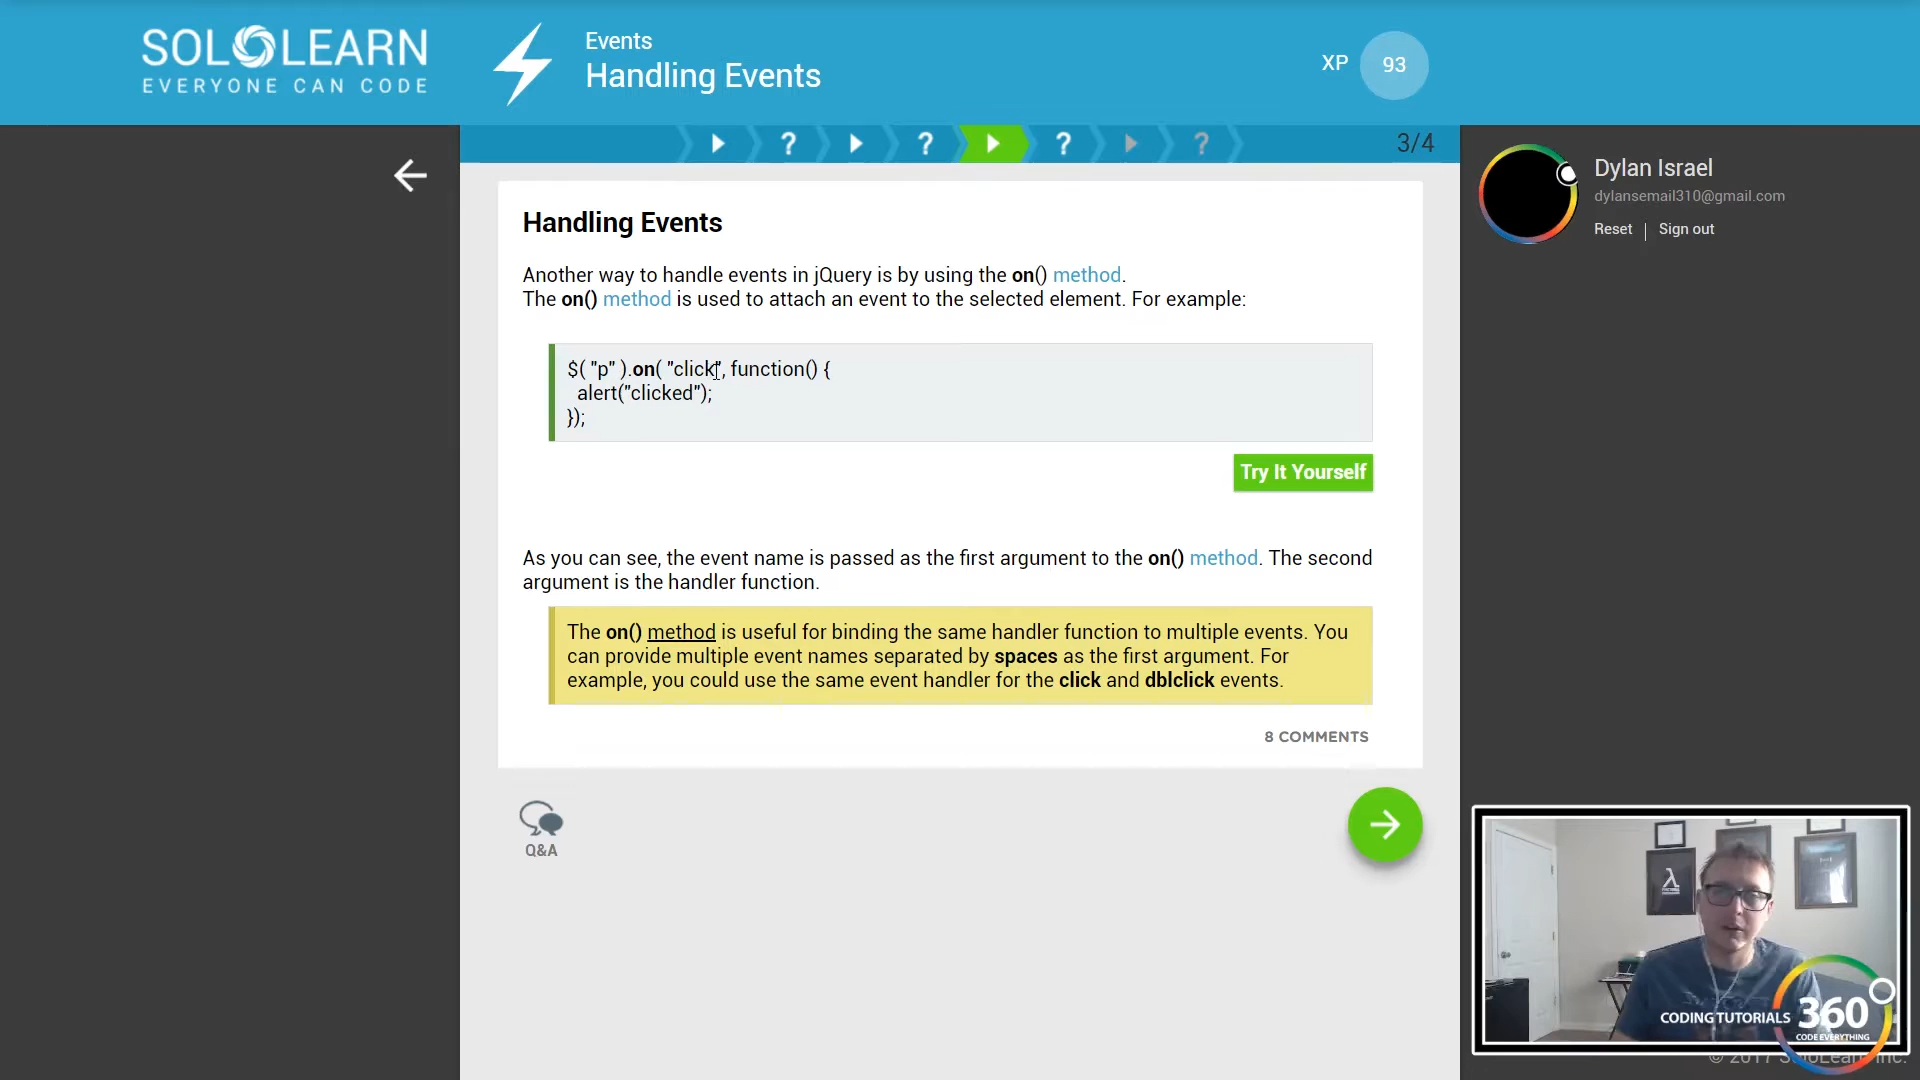 SOLOLEARN
EVERYONE CAN CODE
Events
Handling Events
XP 93
? ? ? ?
3/4
Dylan Israel
dylansemail310@gmail.com
Reset | Sign out
Handling Events
Another way to handle events in jQuery is by using the on() method.
The on() method is used to attach an event to the selected element. For example:
$( "p" ).on( "click", function() {
alert("clicked");
});
Try It Yourself
As you can see, the event name is passed as the first argument to the on() method. The second
argument is the handler function.
The on() method is useful for binding the same handler function to multiple events. You
can provide multiple event names separated by spaces as the first argument. For
example, you could use the same event handler for the click and dblclick events.
8 COMMENTS
Q&A
λ
CODING TUTORIALS 360
CODE EVERYTHING
© 2017 SoloLearn Inc.